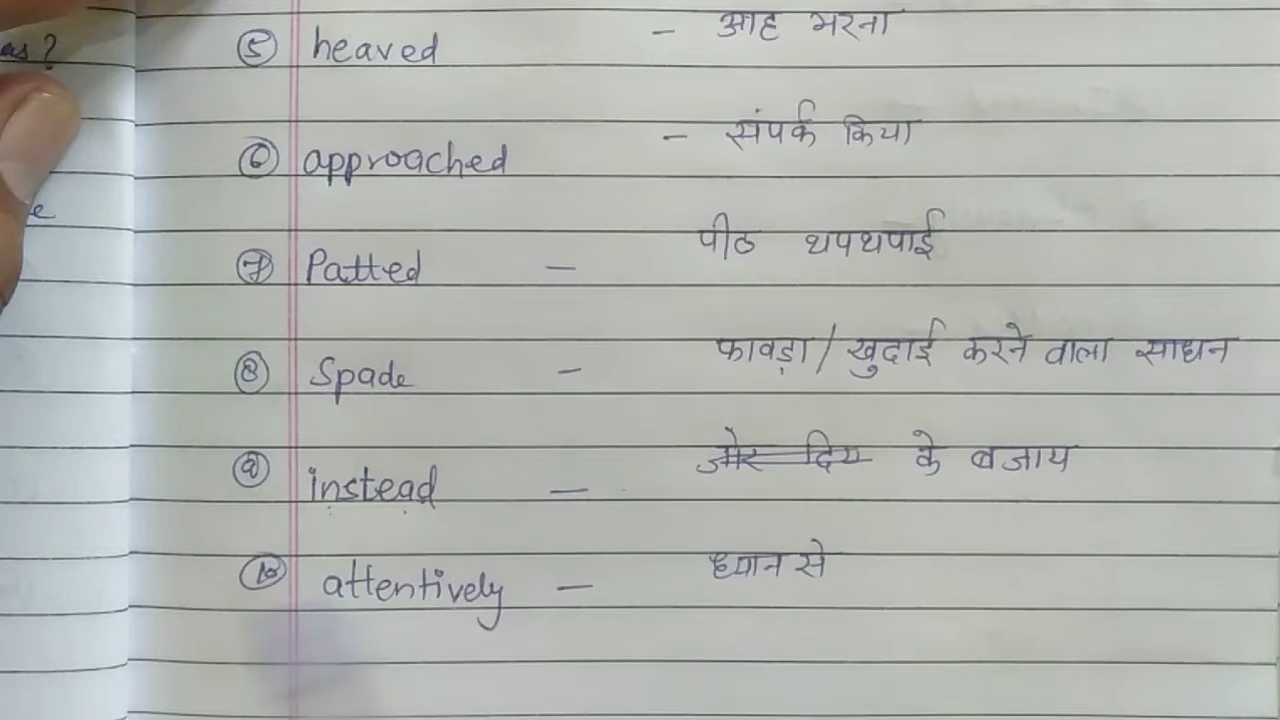 as?
⑤ heaved - आह भरना
⑥ approached - संपर्क किया
e
⑦ Patted - पीठ थपथपाई
⑧ Spade - फावड़ा/खुदाई करने वाला साधन
⑨ instead - जोर दिय के बजाय
⑩ attentively - ध्यान से